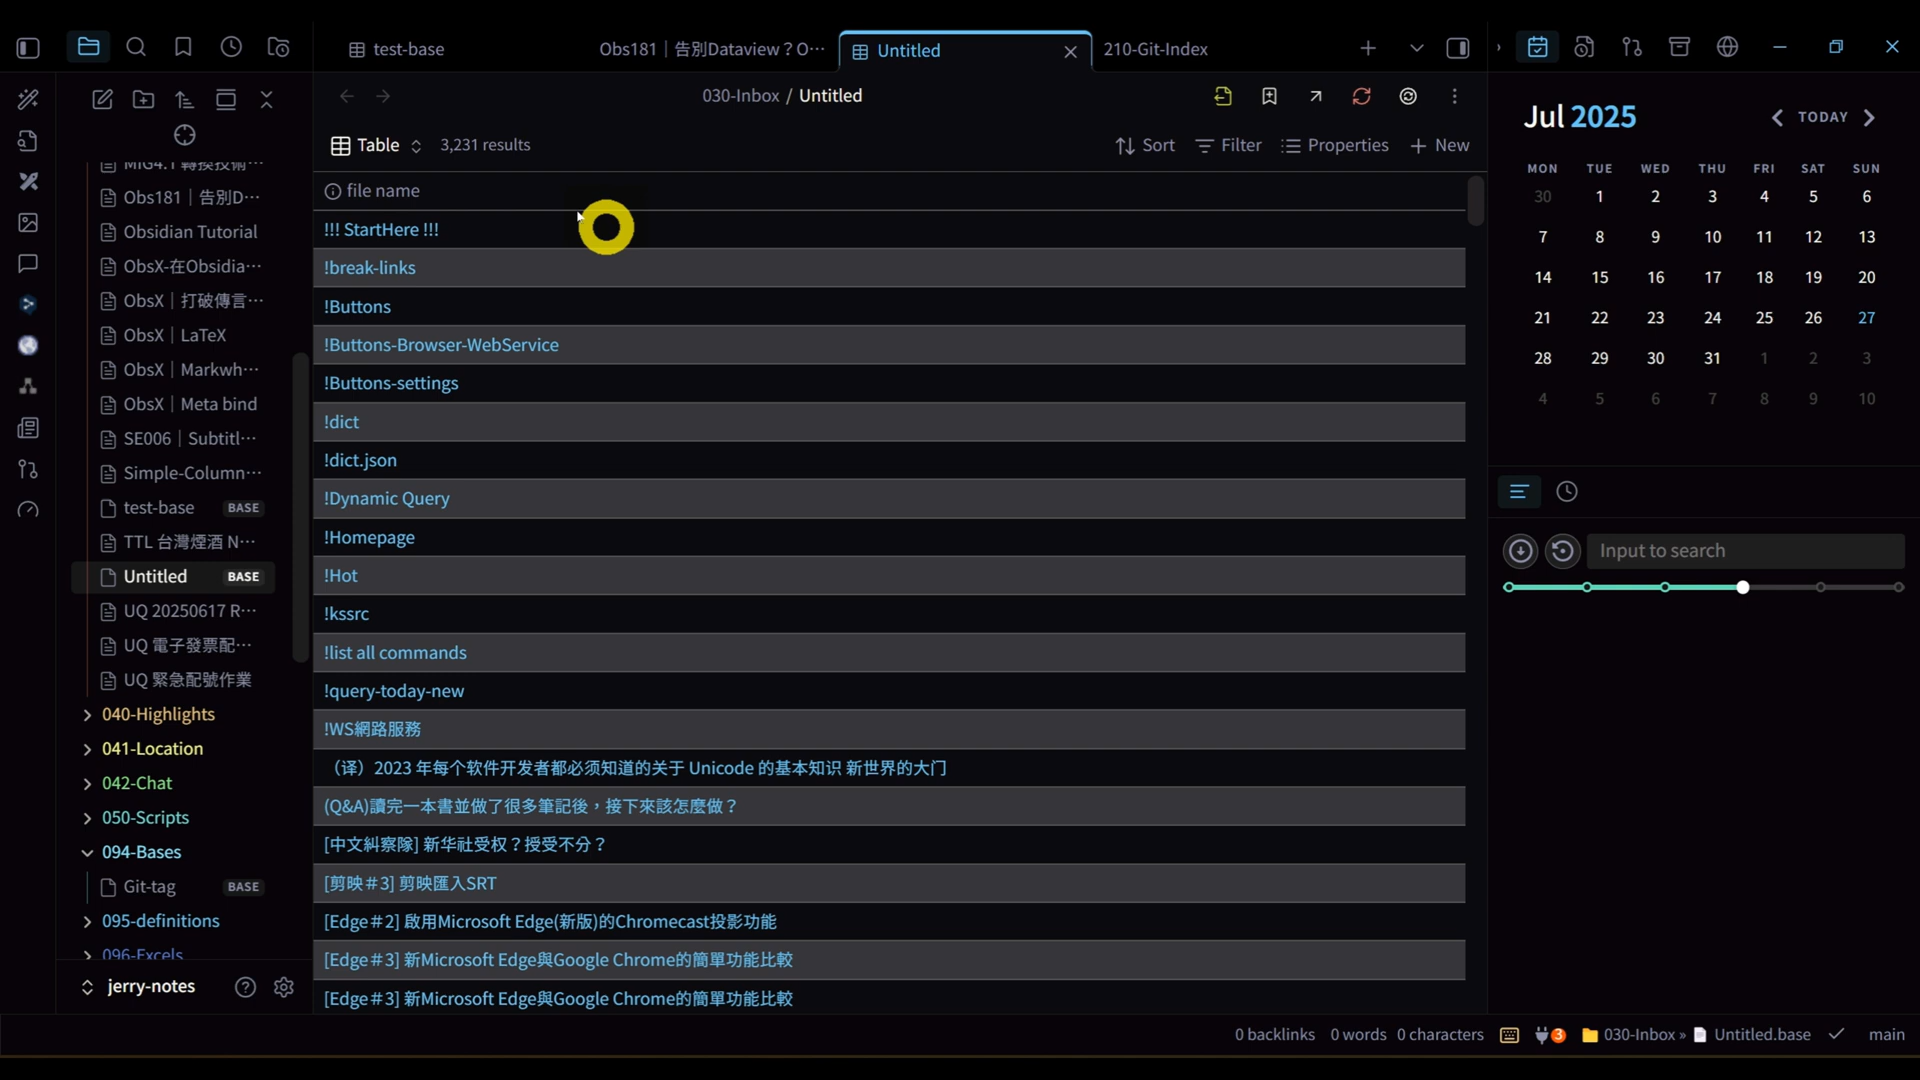 test-base
Obs181｜告別Dataview？O…
Untitled
210-Git-Index
030-Inbox / Untitled
Table
3,231 results
Sort
Filter
Properties
New
file name
!!! StartHere !!!
!break-links
!Buttons
!Buttons-Browser-WebService
!Buttons-settings
!dict
!dict.json
!Dynamic Query
!Homepage
!Hot
!kssrc
!list all commands
!query-today-new
!WS網路服務
（译）2023 年每个软件开发者都必须知道的关于 Unicode 的基本知识 新世界的大门
(Q&A)讀完一本書並做了很多筆記後，接下來該怎麼做？
[中文糾察隊] 新华社受权？授受不分？
[剪映＃3] 剪映匯入SRT
[Edge＃2] 啟用Microsoft Edge(新版)的Chromecast投影功能
[Edge＃3] 新Microsoft Edge與Google Chrome的簡單功能比較
[Edge＃3] 新Microsoft Edge與Google Chrome的簡單功能比較
MIG4.1 轉換技術…
Obs181｜告別D…
Obsidian Tutorial
ObsX-在Obsidia…
ObsX｜打破傳言…
ObsX｜LaTeX
ObsX｜Markwh…
ObsX｜Meta bind
SE006｜Subtitl…
Simple-Column…
test-base BASE
TTL 台灣煙酒 N…
Untitled BASE
UQ 20250617 R…
UQ 電子發票配…
UQ 緊急配號作業
040-Highlights
041-Location
042-Chat
050-Scripts
094-Bases
Git-tag BASE
095-definitions
096-Excels
jerry-notes
Jul 2025
TODAY
MON TUE WED THU FRI SAT SUN
30 1 2 3 4 5 6
7 8 9 10 11 12 13
14 15 16 17 18 19 20
21 22 23 24 25 26 27
28 29 30 31 1 2 3
4 5 6 7 8 9 10
Input to search
0 backlinks 0 words 0 characters 3 030-Inbox » Untitled.base main